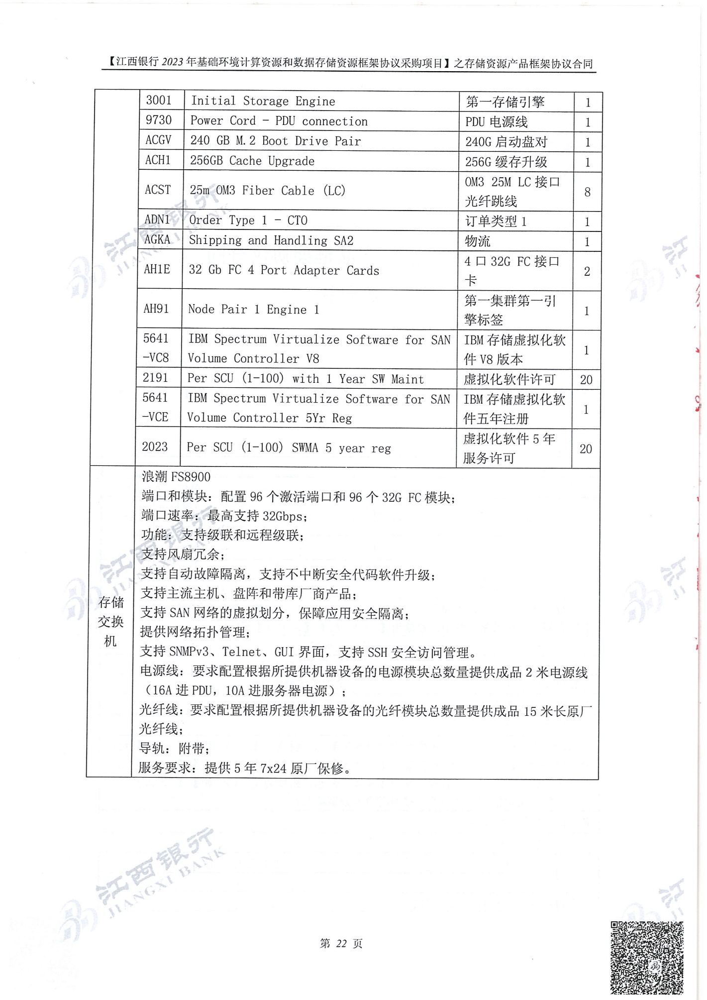 【江西银行 2023 年基础环境计算资源和数据存储资源框架协议采购项目】之存储资源产品框架协议合同
3001 Initial Storage Engine 第一存储引擎 1
9730 Power Cord - PDU connection PDU 电源线 1
ACGV 240 GB M.2 Boot Drive Pair 240G 启动盘对 1
ACH1 256GB Cache Upgrade 256G 缓存升级 1
ACST 25m OM3 Fiber Cable (LC) OM3 25M LC 接口
光纤跳线 8
ADN1 Order Type 1 - CTO 订单类型 1 1
AGKA Shipping and Handling SA2 物流 1
AH1E 32 Gb FC 4 Port Adapter Cards 4 口 32G FC 接口
卡 2
AH91 Node Pair 1 Engine 1 第一集群第一引
擎标签 1
5641 IBM Spectrum Virtualize Software for SAN IBM 存储虚拟化软
-VC8 Volume Controller V8 件 V8 版本 1
2191 Per SCU (1-100) with 1 Year SW Maint 虚拟化软件许可 20
5641 IBM Spectrum Virtualize Software for SAN IBM 存储虚拟化软
-VCE Volume Controller 5Yr Reg 件五年注册 1
2023 Per SCU (1-100) SWMA 5 year reg 虚拟化软件 5 年
服务许可 20
存储
交换
机
浪潮 FS8900
端口和模块：配置 96 个激活端口和 96 个 32G FC 模块；
端口速率：最高支持 32Gbps；
功能：支持级联和远程级联；
支持风扇冗余；
支持自动故障隔离，支持不中断安全代码软件升级；
支持主流主机、盘阵和带库厂商产品；
支持 SAN 网络的虚拟划分，保障应用安全隔离；
提供网络拓扑管理；
支持 SNMPv3、Telnet、GUI 界面，支持 SSH 安全访问管理。
电源线：要求配置根据所提供机器设备的电源模块总数量提供成品 2 米电源线
（16A 进 PDU，10A 进服务器电源）；
光纤线：要求配置根据所提供机器设备的光纤模块总数量提供成品 15 米长原厂
光纤线；
导轨：附带；
服务要求：提供 5 年 7x24 原厂保修。
江西银行
JIANGXI BANK
江西银行
JIANGXI BANK
江西银行
JIANGXI BANK
江
JI
江
JI
江
JI
第 22 页